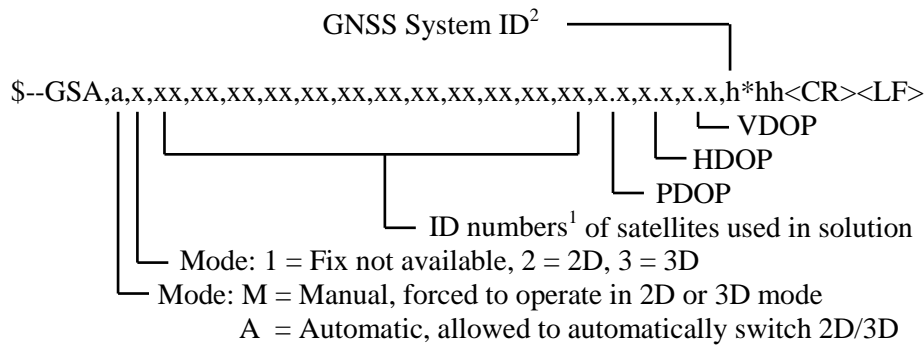 GNSS System ID²
$--GSA,a,x,xx,xx,xx,xx,xx,xx,xx,xx,xx,xx,xx,xx,x.x,x.x,x.x,h*hh<CR><LF>
VDOP
HDOP
PDOP
ID numbers¹ of satellites used in solution
Mode: 1 = Fix not available, 2 = 2D, 3 = 3D
Mode: M = Manual, forced to operate in 2D or 3D mode
A = Automatic, allowed to automatically switch 2D/3D